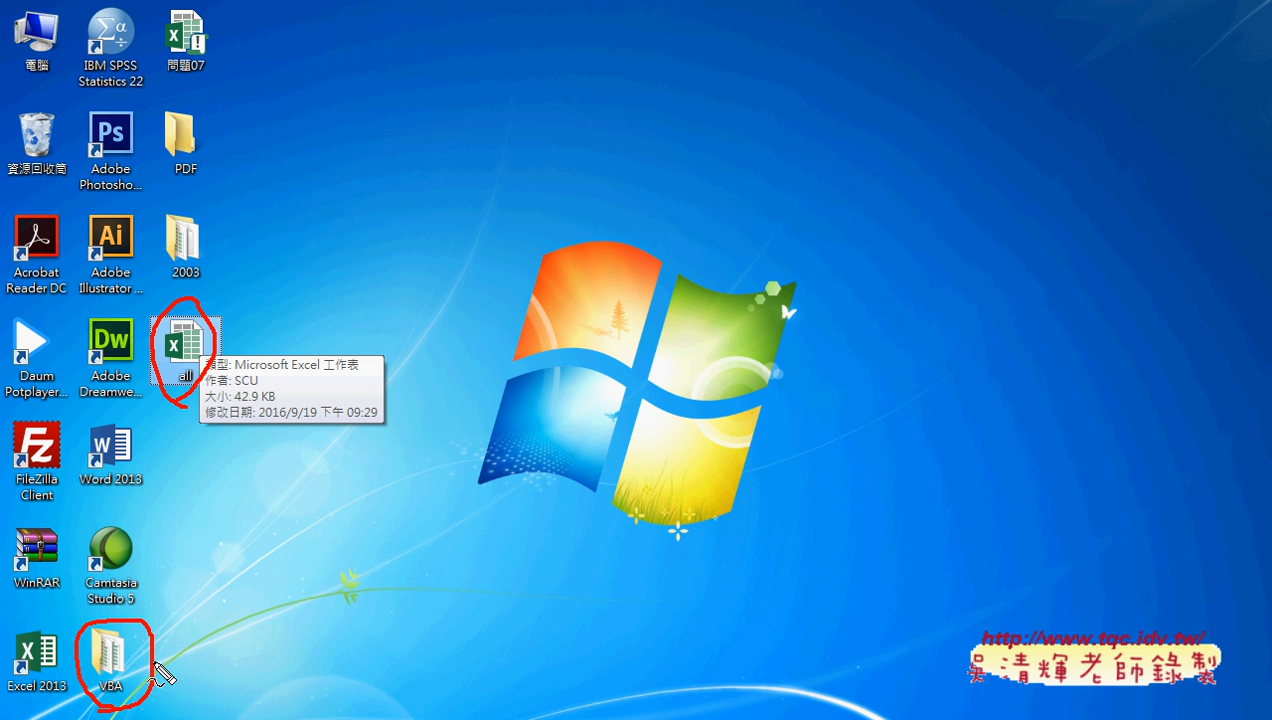 電腦
IBM SPSS
Statistics 22
問題07
資源回收筒
Ps
Adobe
Photosho...
PDF
Acrobat
Reader DC
Ai
Adobe
Illustrator ...
2003
Daum
Potplayer...
Dw
Adobe
Dreamwe...
all
類型: Microsoft Excel 工作表
作者: SCU
大小: 42.9 KB
修改日期: 2016/9/19 下午 09:29
FileZilla
Client
Word 2013
WinRAR
Camtasia
Studio 5
Excel 2013
VBA
http://www.tqc.idv.tw/
吳清輝老師錄製